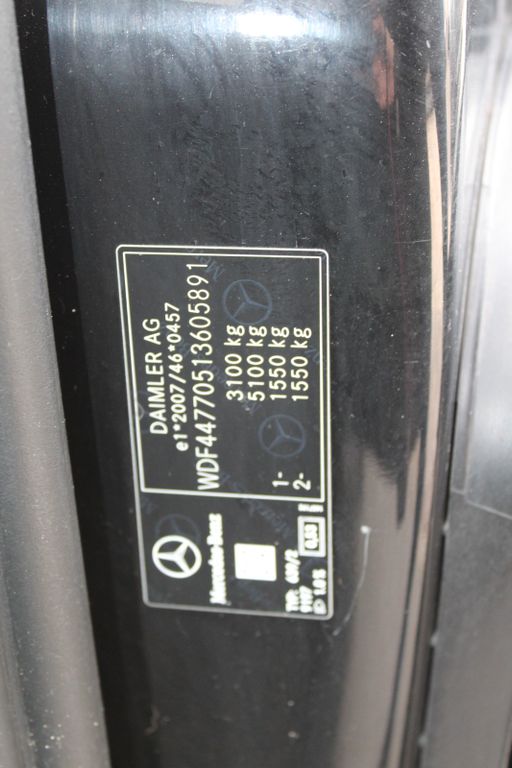 DAIMLER AG
e1*2007/46*0457
WDF44770513605891
3100 kg
5100 kg
1- 1550 kg
2- 1550 kg
Mercedes-Benz